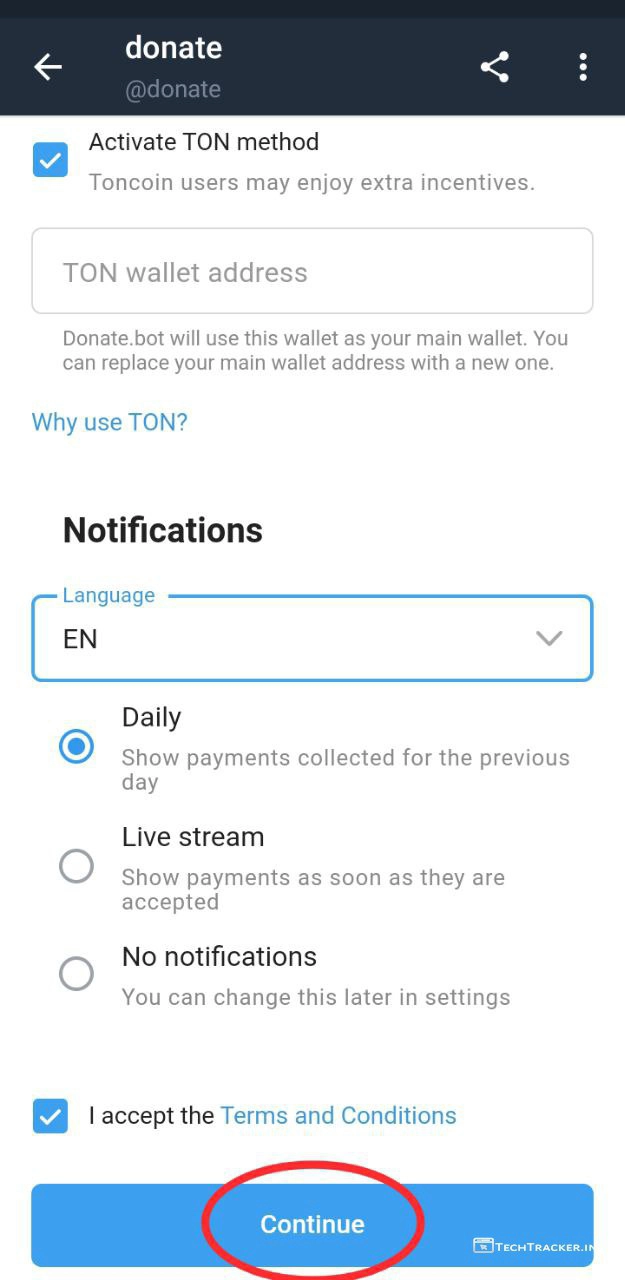 donate
@donate
Activate TON method
Toncoin users may enjoy extra incentives.
TON wallet address
Donate.bot will use this wallet as your main wallet. You
can replace your main wallet address with a new one.
Why use TON?
Notifications
Language
EN
Daily
Show payments collected for the previous
day
Live stream
Show payments as soon as they are
accepted
No notifications
You can change this later in settings
I accept the Terms and Conditions
Continue
TECHTRACKER.IN